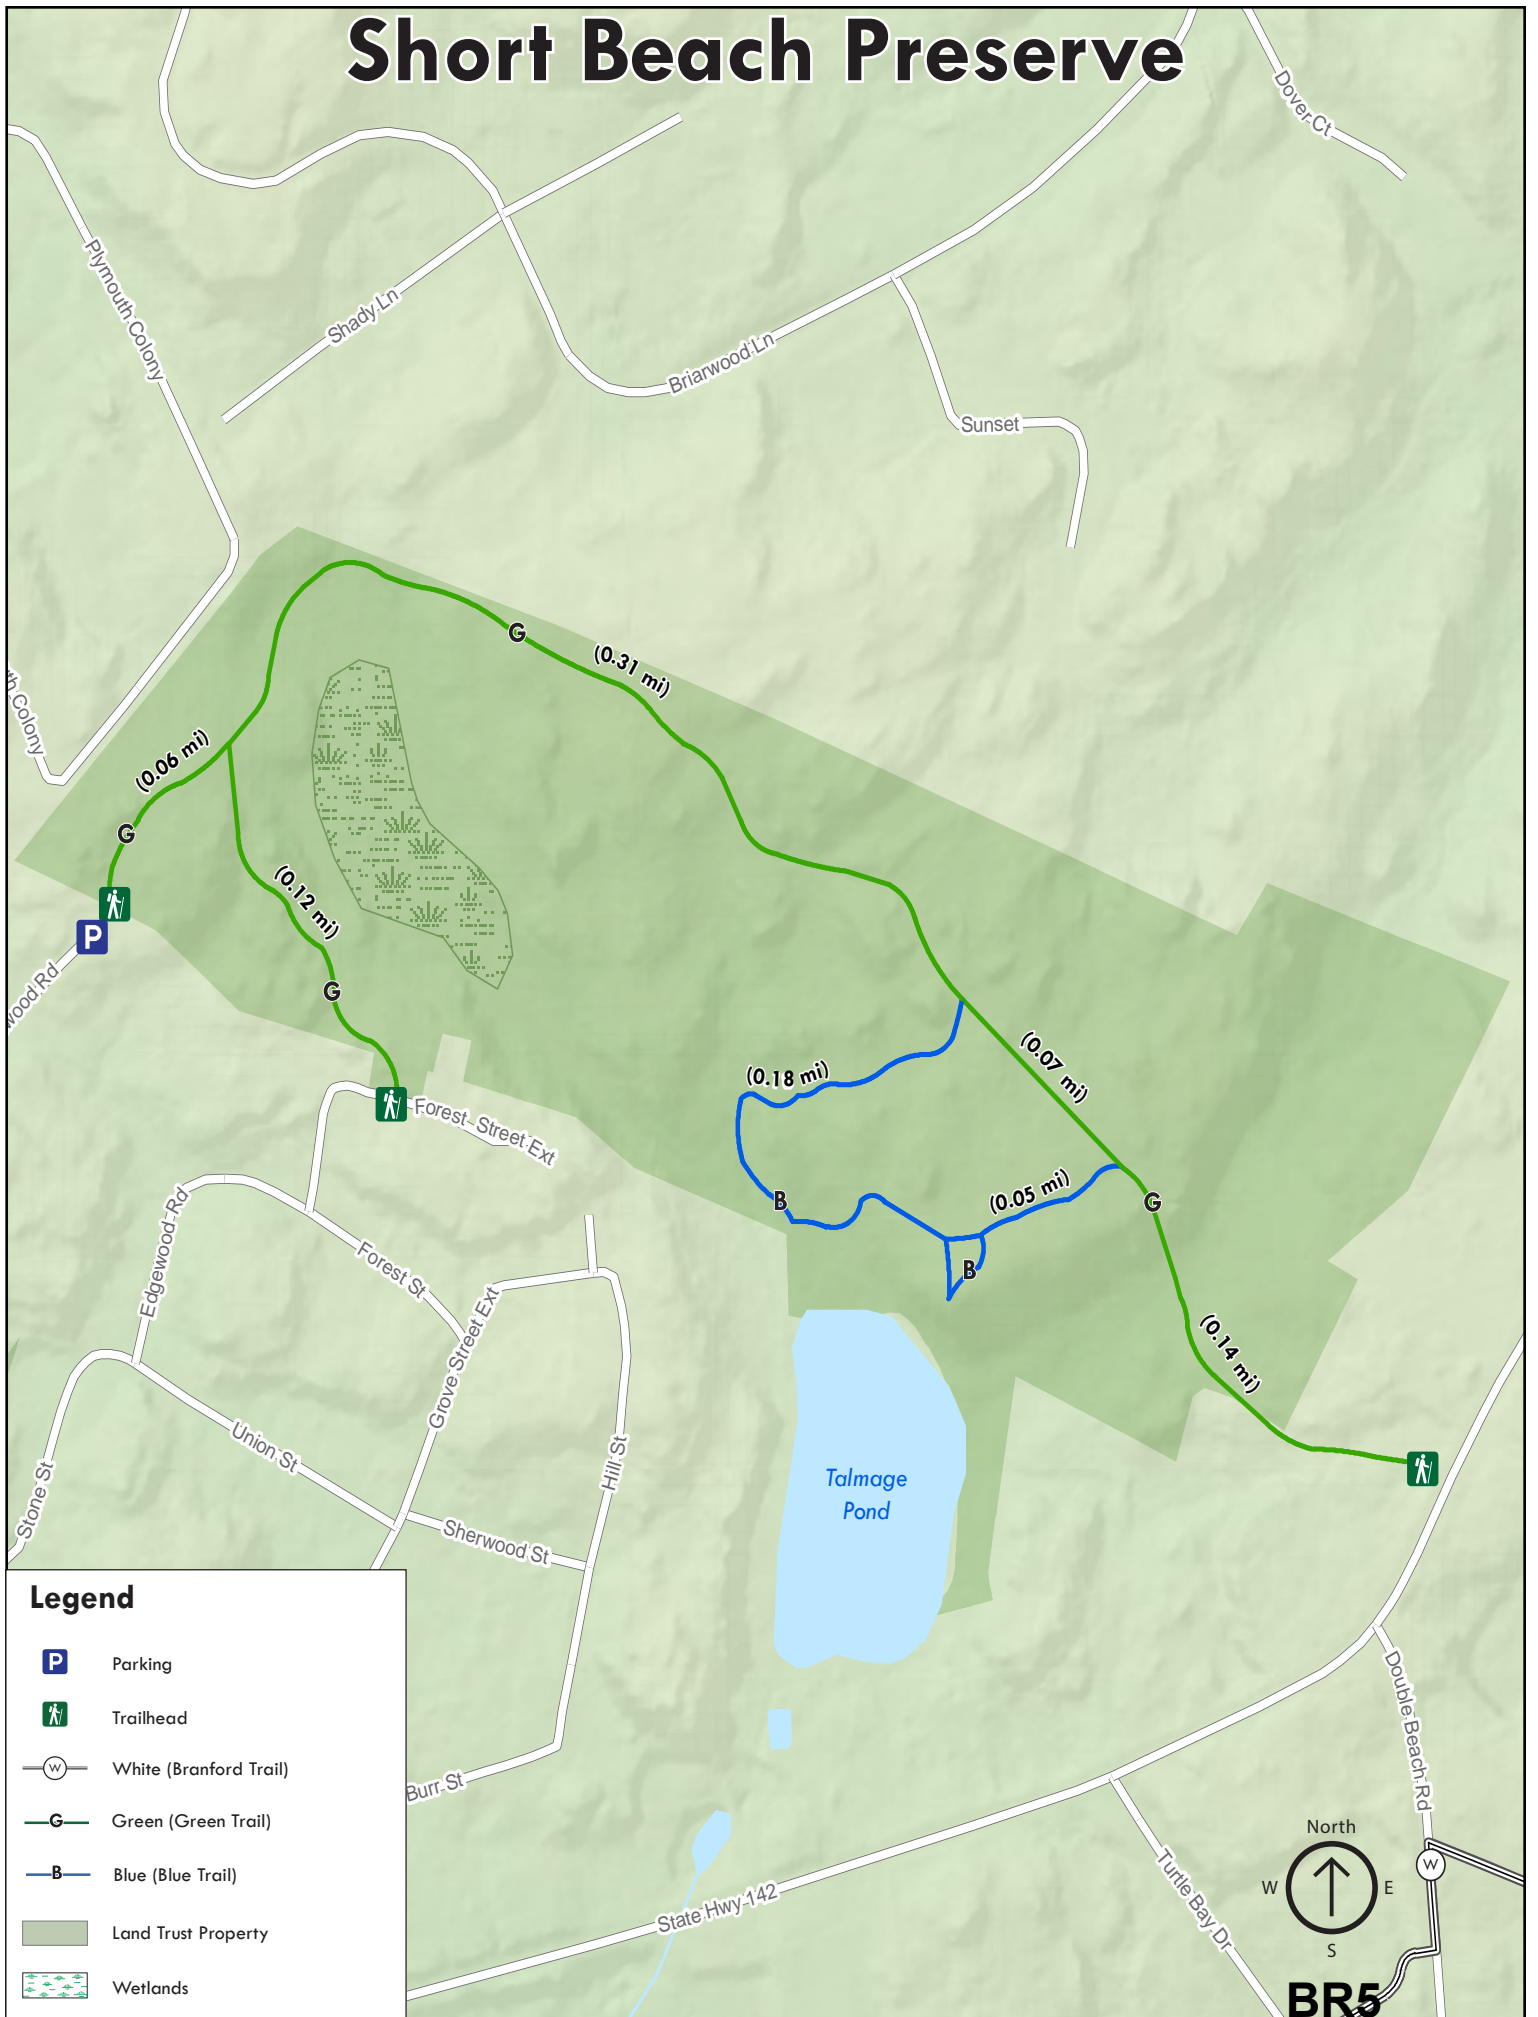 Short Beach Preserve
Dover Ct
Plymouth Colony
Shady Ln
Briarwood Ln
Sunset
G
(0.31 mi)
th Colony
(0.06 mi)
G
(0.12 mi)
P
wood Rd
G
(0.07 mi)
(0.18 mi)
Forest Street Ext
B
(0.05 mi)
G
Edgewood Rd
Forest St
B
Grove Street Ext
(0.14 mi)
Union St
Hill St
Talmage
Pond
Stone St
Sherwood St
Legend
P Parking
Trailhead
W White (Branford Trail)
G Green (Green Trail)
B Blue (Blue Trail)
Land Trust Property
Wetlands
Burr St
State Hwy 142
Double Beach Rd
Turtle Bay Dr
North
W
E
S
W
BR5